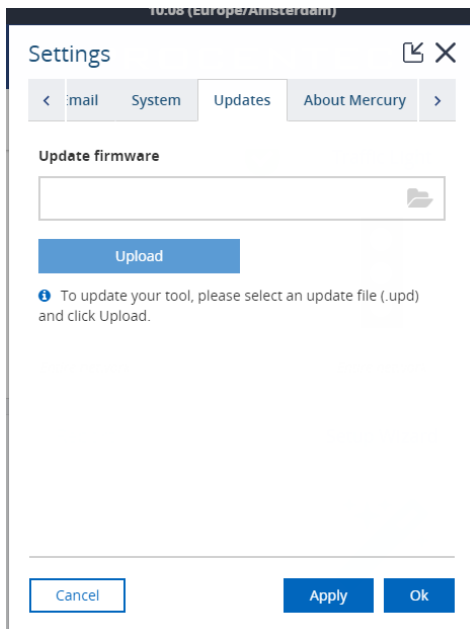 10:08 (Europe/Amsterdam)
Settings
Email System Updates About Mercury
Update firmware
Upload
To update your tool, please select an update file (.upd)
and click Upload.
Cancel Apply Ok